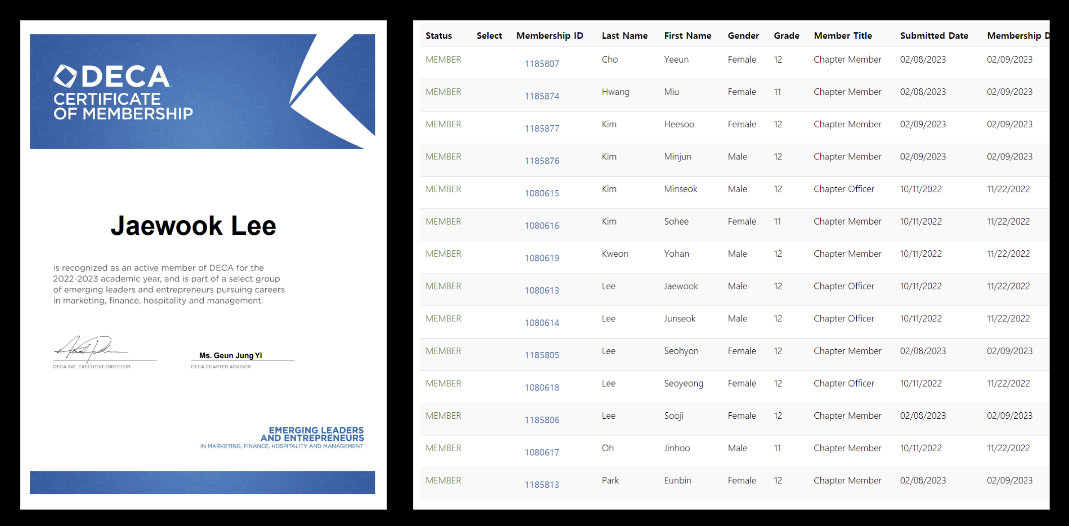 DECA
CERTIFICATE
OF MEMBERSHIP
Jaewook Lee
is recognized as an active member of DECA for the
2022-2023 academic year, and is part of a select group
of emerging leaders and entrepreneurs pursuing careers
in marketing, finance, hospitality and management.
Ms. Geun Jung Yi
DECA INC. EXECUTIVE DIRECTOR DECA CHAPTER ADVISOR
EMERGING LEADERS
AND ENTREPRENEURS
IN MARKETING, FINANCE, HOSPITALITY AND MANAGEMENT
Status Select Membership ID Last Name First Name Gender Grade Member Title Submitted Date Membership D
MEMBER 1185807 Cho Yeeun Female 12 Chapter Member 02/08/2023 02/09/2023
MEMBER 1185874 Hwang Miu Female 11 Chapter Member 02/08/2023 02/09/2023
MEMBER 1185877 Kim Heesoo Female 12 Chapter Member 02/09/2023 02/09/2023
MEMBER 1185876 Kim Minjun Male 12 Chapter Member 02/09/2023 02/09/2023
MEMBER 1080615 Kim Minseok Male 12 Chapter Officer 10/11/2022 11/22/2022
MEMBER 1080616 Kim Sohee Female 11 Chapter Member 10/11/2022 11/22/2022
MEMBER 1080619 Kweon Yohan Male 12 Chapter Member 10/11/2022 11/22/2022
MEMBER 1080613 Lee Jaewook Male 12 Chapter Officer 10/11/2022 11/22/2022
MEMBER 1080614 Lee Junseok Male 12 Chapter Member 10/11/2022 11/22/2022
MEMBER 1185805 Lee Seohyon Female 12 Chapter Member 02/08/2023 02/09/2023
MEMBER 1080618 Lee Seoyeong Female 12 Chapter Officer 10/11/2022 11/22/2022
MEMBER 1185806 Lee Sooji Female 12 Chapter Member 02/08/2023 02/09/2023
MEMBER 1080617 Oh Jinhoo Male 11 Chapter Member 10/11/2022 11/22/2022
MEMBER 1185813 Park Eunbin Female 12 Chapter Member 02/08/2023 02/09/2023